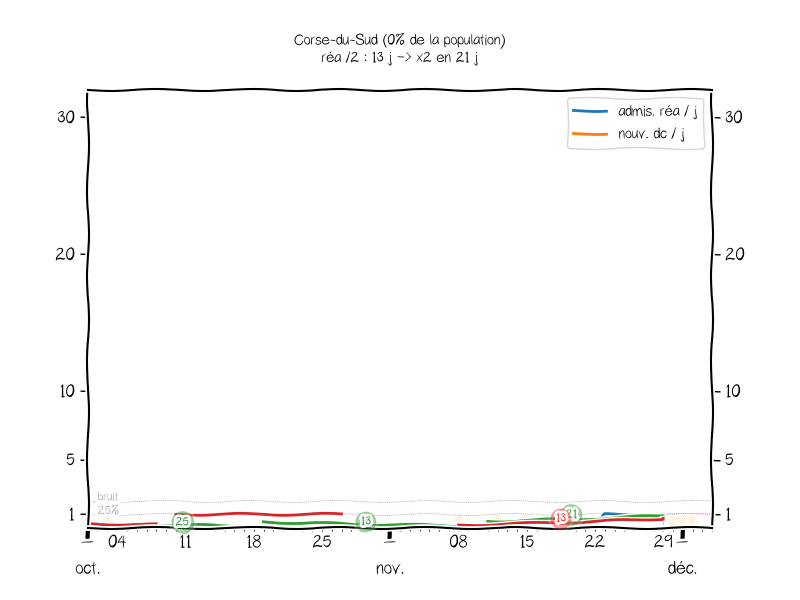 Corse-du-Sud (0% de la population)
réa /2 : 13 j -> x2 en 21 j
admis. réa / j
nouv. dc / j
30
30
20
20
10
10
5
5
bruit
25%
1
1
25
13
13
21
04
11
18
25
08
15
22
29
oct.
nov.
déc.